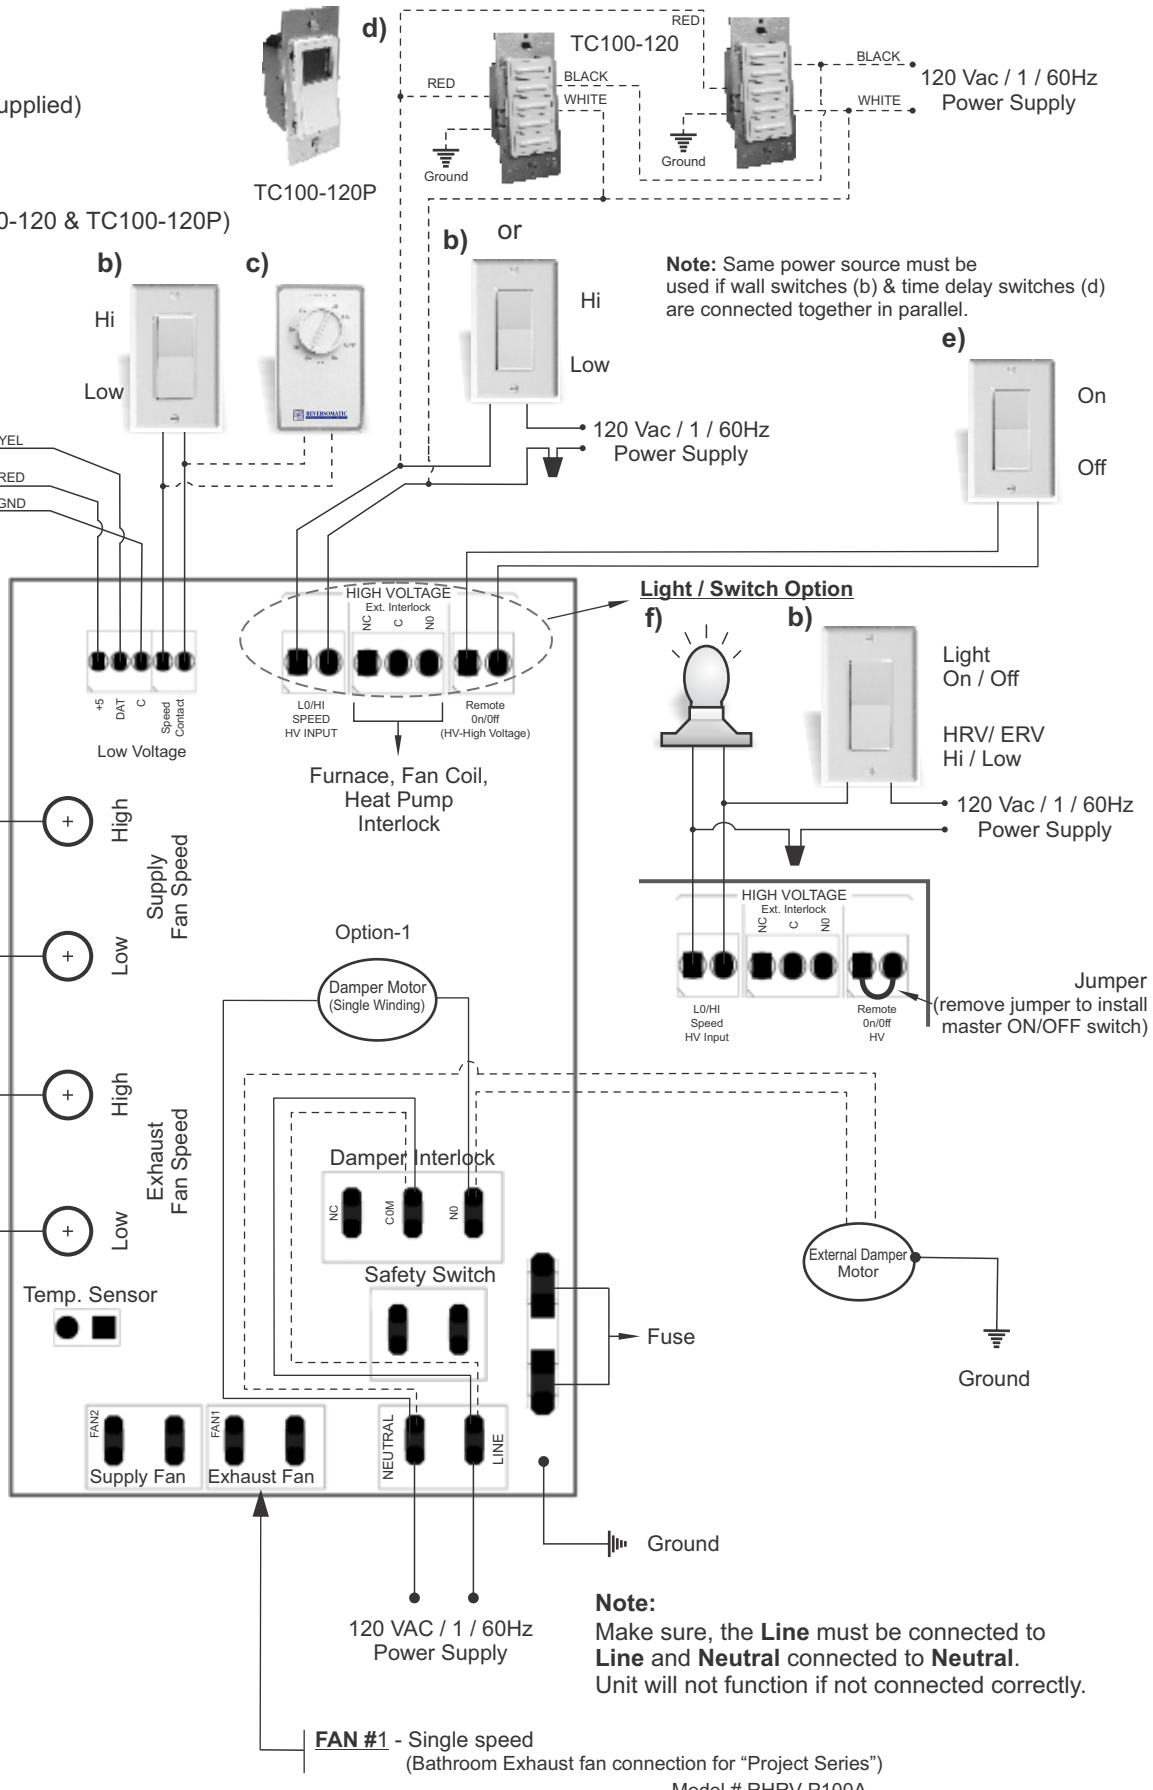 d)
RED
TC100-120
BLACK
120 Vac / 1 / 60Hz
Power Supply
RED
BLACK
WHITE
WHITE
upplied)
Ground
Ground
TC100-120P
0-120 & TC100-120P)
b)
c)
b)
or
Note: Same power source must be
used if wall switches (b) & time delay switches (d)
are connected together in parallel.
Hi
Low
Hi
Low
REVERSOMATIC
e)
On
Off
120 Vac / 1 / 60Hz
Power Supply
YEL
RED
GND
HIGH VOLTAGE
Ext. Interlock
NC
C
N0
Light / Switch Option
f)
b)
Light
On / Off
HRV/ ERV
Hi / Low
+5
DAT
C
Speed
Contact
Low Voltage
L0/HI
SPEED
HV INPUT
Remote
0n/0ff
(HV-High Voltage)
Furnace, Fan Coil,
Heat Pump
Interlock
120 Vac / 1 / 60Hz
Power Supply
High
Supply
Fan Speed
Low
HIGH VOLTAGE
Ext. Interlock
NC
C
N0
Option-1
Damper Motor
(Single Winding)
L0/HI
Speed
HV Input
Remote
0n/0ff
HV
Jumper
(remove jumper to install
master ON/OFF switch)
High
Exhaust
Fan Speed
Low
Damper Interlock
NC
C0M
N0
External Damper
Motor
Safety Switch
Temp. Sensor
Fuse
Ground
FAN2
Supply Fan
FAN1
Exhaust Fan
NEUTRAL
LINE
Ground
120 VAC / 1 / 60Hz
Power Supply
Note:
Make sure, the Line must be connected to
Line and Neutral connected to Neutral.
Unit will not function if not connected correctly.
FAN #1 - Single speed
(Bathroom Exhaust fan connection for “Project Series”)
Model # RHRV-P100A